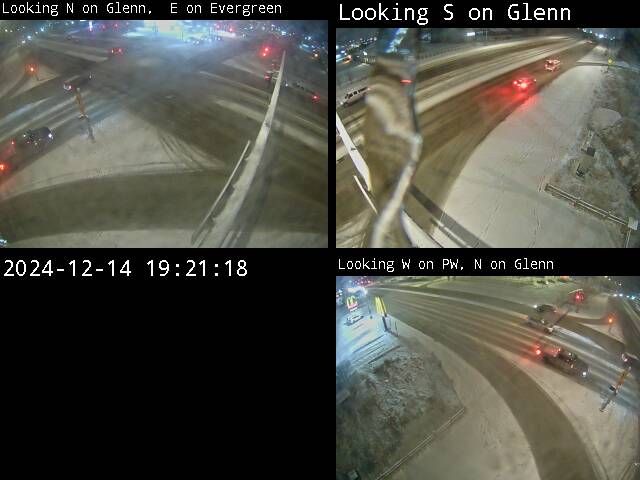 Looking N on Glenn,  E on Evergreen
Looking S on Glenn
2024-12-14 19:21:18
Looking W on PW, N on Glenn